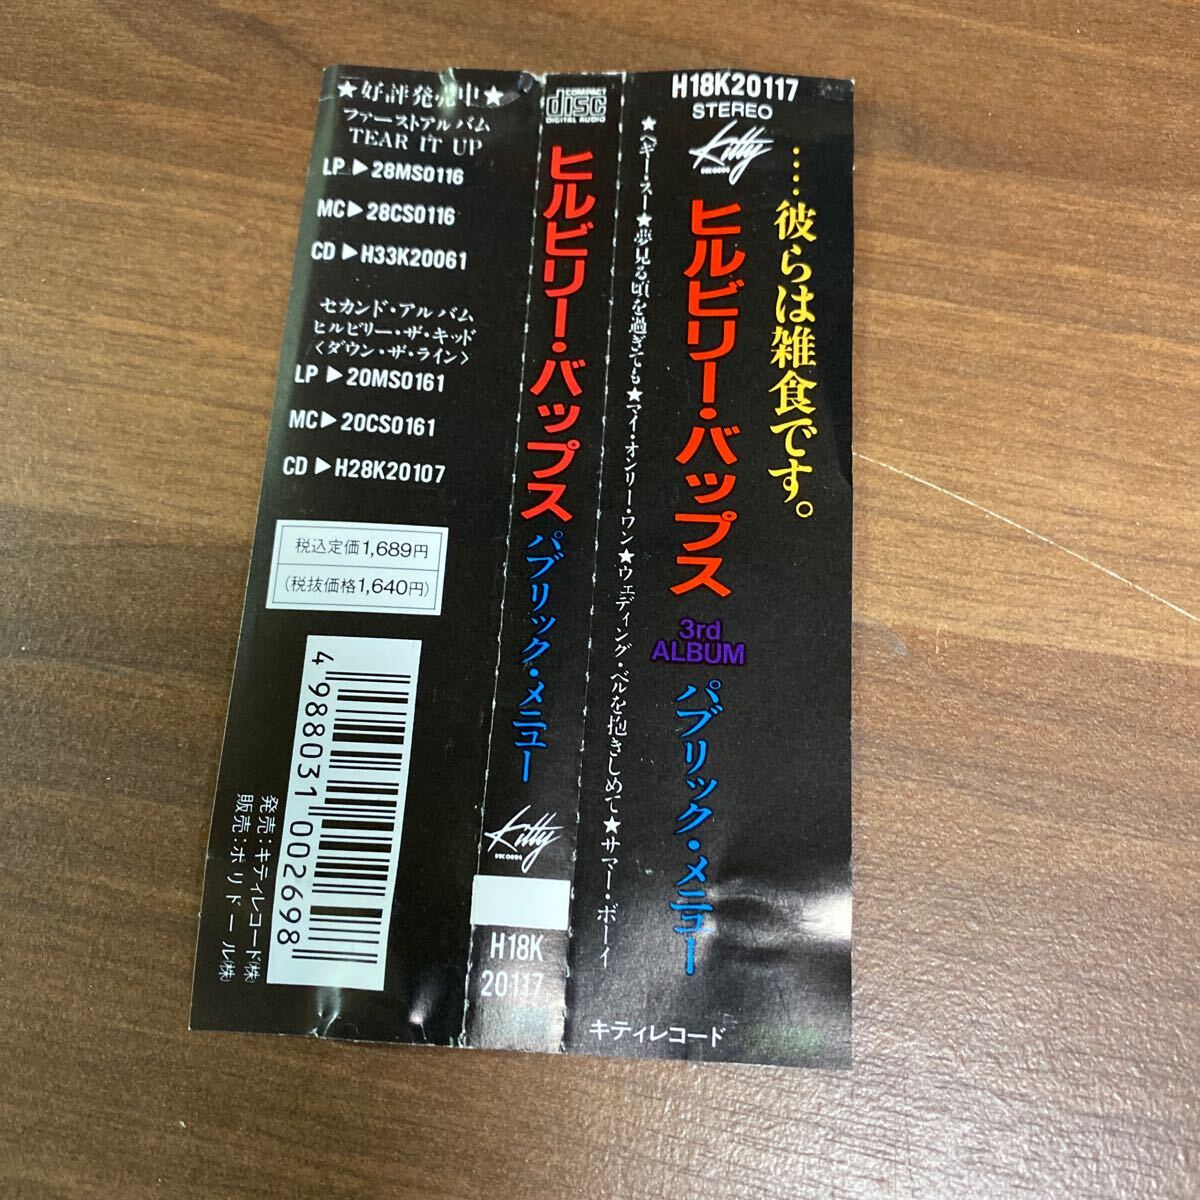 H18K20117
STEREO
Kitty
RECORDS
‥‥彼らは雑食です。
ヒルビリー・バップス
3rd
ALBUM
パブリック・メニュー
★ペギー・スー★夢見る頃を過ぎても★マイ・オンリー・ワン★ウェディング・ベルを抱きしめて★サマー・ボーイ
キティレコード
COMPACT
disc
DIGITAL AUDIO
ヒルビリー・バップス
パブリック・メニュー
Kitty
RECORDS
H18K
20117
★好評発売中★
ファーストアルバム
TEAR IT UP
LP▶28MS0116
MC▶28CS0116
CD▶H33K20061
セカンド・アルバム
ヒルビリー・ザ・キッド
〈ダウン・ザ・ライン〉
LP▶20MS0161
MC▶20CS0161
CD▶H28K20107
税込定価1,689円
(税抜価格1,640円)
4988031002698
発売:キティレコード㈱
販売:ポリドール㈱